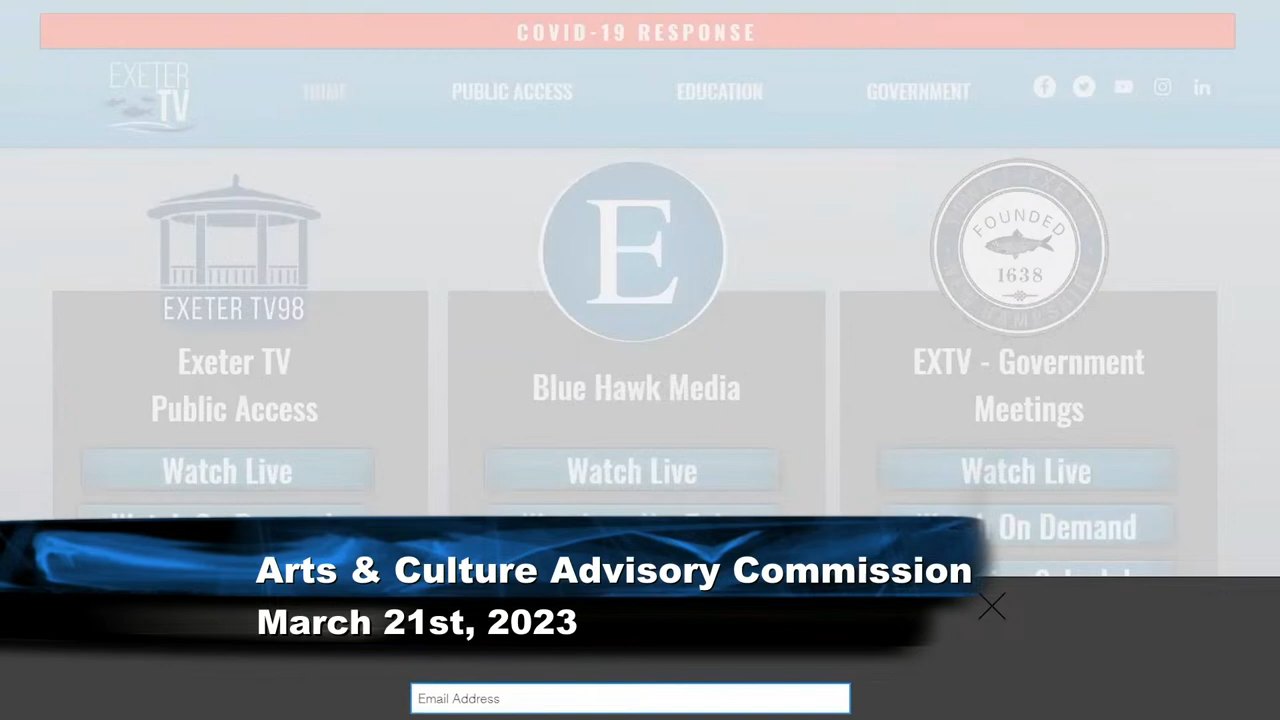 COVID-19 RESPONSE
EXETER
TV
HOME
PUBLIC ACCESS
EDUCATION
GOVERNMENT
EXETER TV98
E
FOUNDED
1638
Exeter TV
Public Access
Blue Hawk Media
EXTV - Government
Meetings
Watch Live
Watch Live
Watch Live
On Demand
Arts & Culture Advisory Commission
March 21st, 2023
Email Address